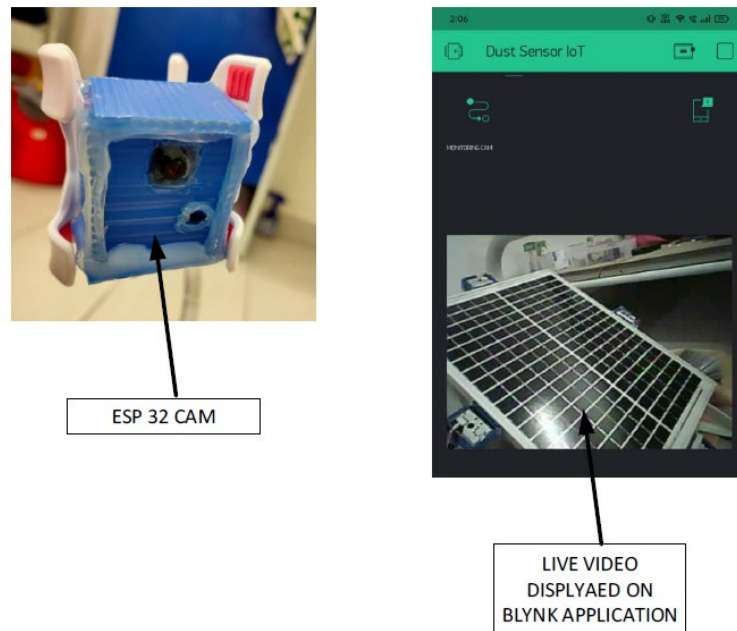 2:06
Dust Sensor IoT
MONITORING CAM
ESP 32 CAM
LIVE VIDEO
DISPLYAED ON
BLYNK APPLICATION